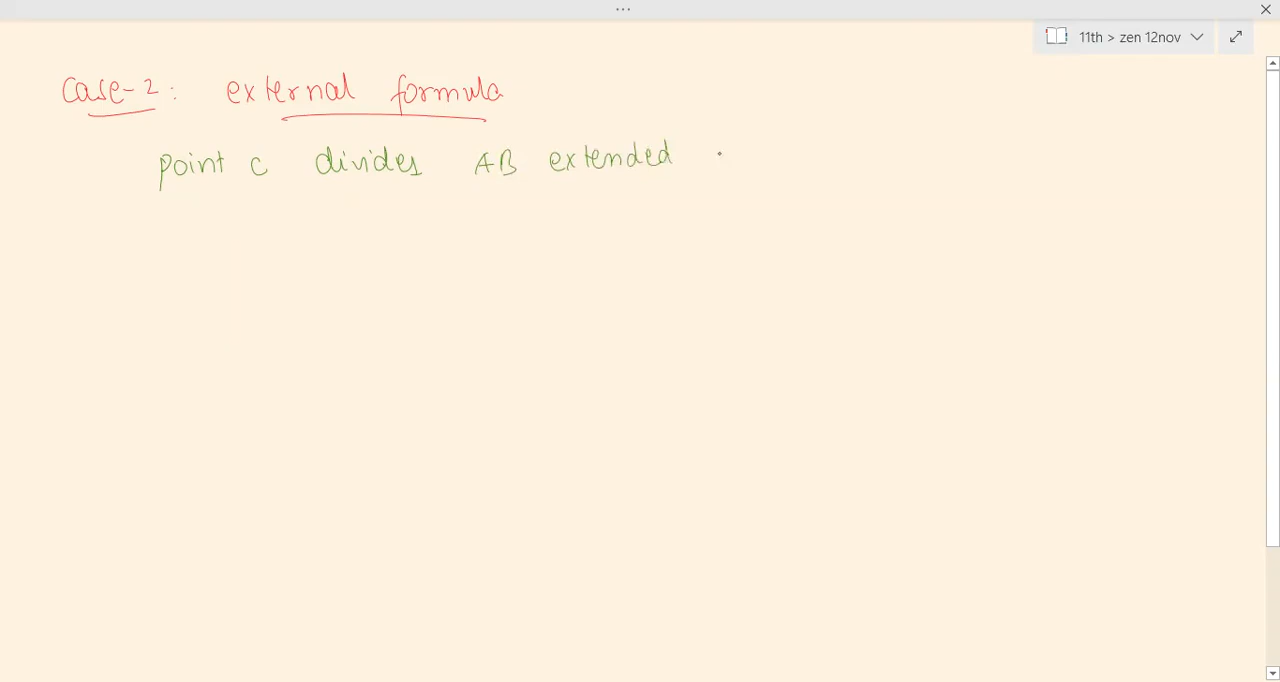 11th > zen 12nov
Case-2: external formula
point C divides AB extended